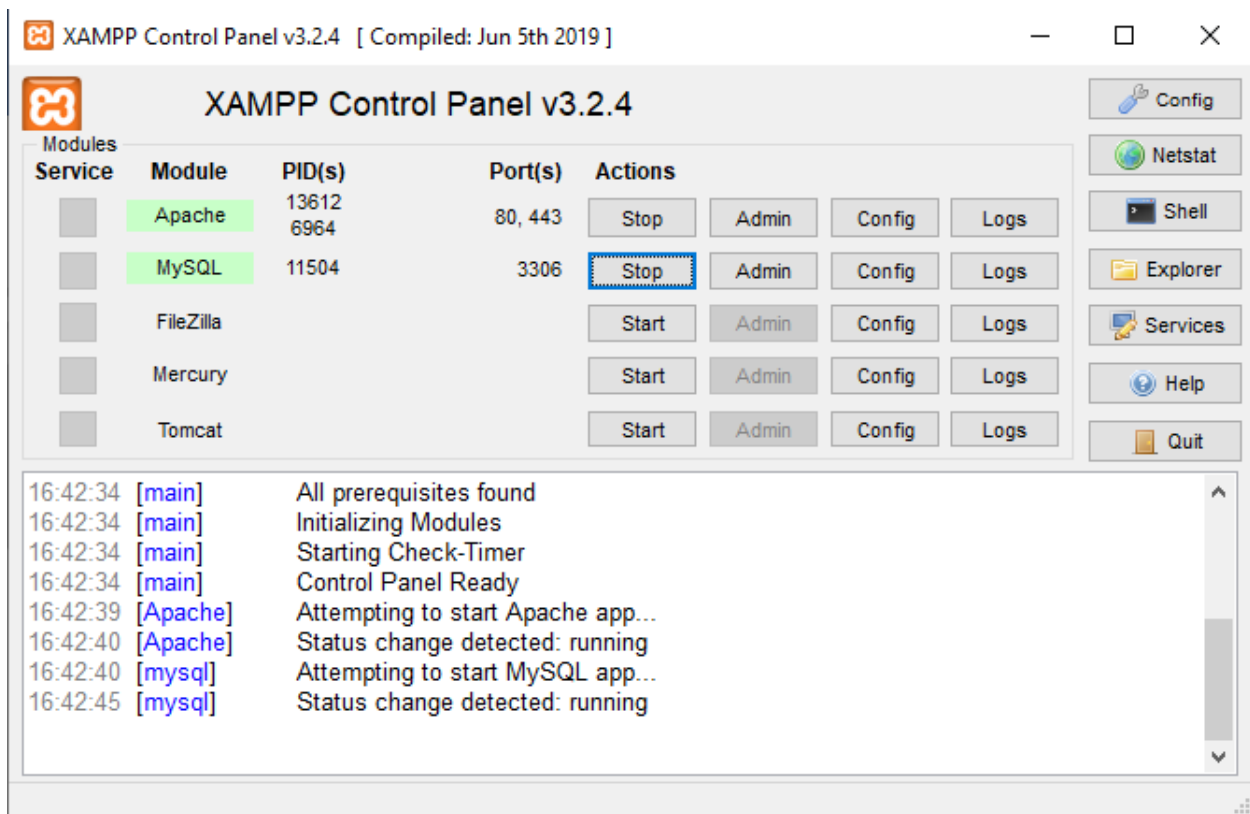 XAMPP Control Panel v3.2.4 [ Compiled: Jun 5th 2019 ]
XAMPP Control Panel v3.2.4
Config
Modules
Service Module PID(s) Port(s) Actions
Netstat
Apache 13612 6964 80, 443 Stop Admin Config Logs
Shell
MySQL 11504 3306 Stop Admin Config Logs
Explorer
FileZilla Start Admin Config Logs
Services
Mercury Start Admin Config Logs
Help
Tomcat Start Admin Config Logs
Quit
16:42:34 [main] All prerequisites found
16:42:34 [main] Initializing Modules
16:42:34 [main] Starting Check-Timer
16:42:34 [main] Control Panel Ready
16:42:39 [Apache] Attempting to start Apache app...
16:42:40 [Apache] Status change detected: running
16:42:40 [mysql] Attempting to start MySQL app...
16:42:45 [mysql] Status change detected: running